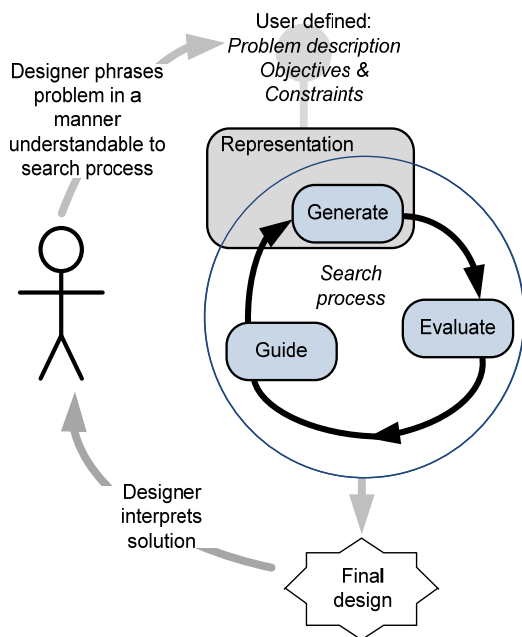 User defined:
Problem description
Objectives &
Constraints
Designer phrases
problem in a
manner
understandable to
search process
Representation
Generate
Search
process
Evaluate
Guide
Designer
interprets
solution
Final
design